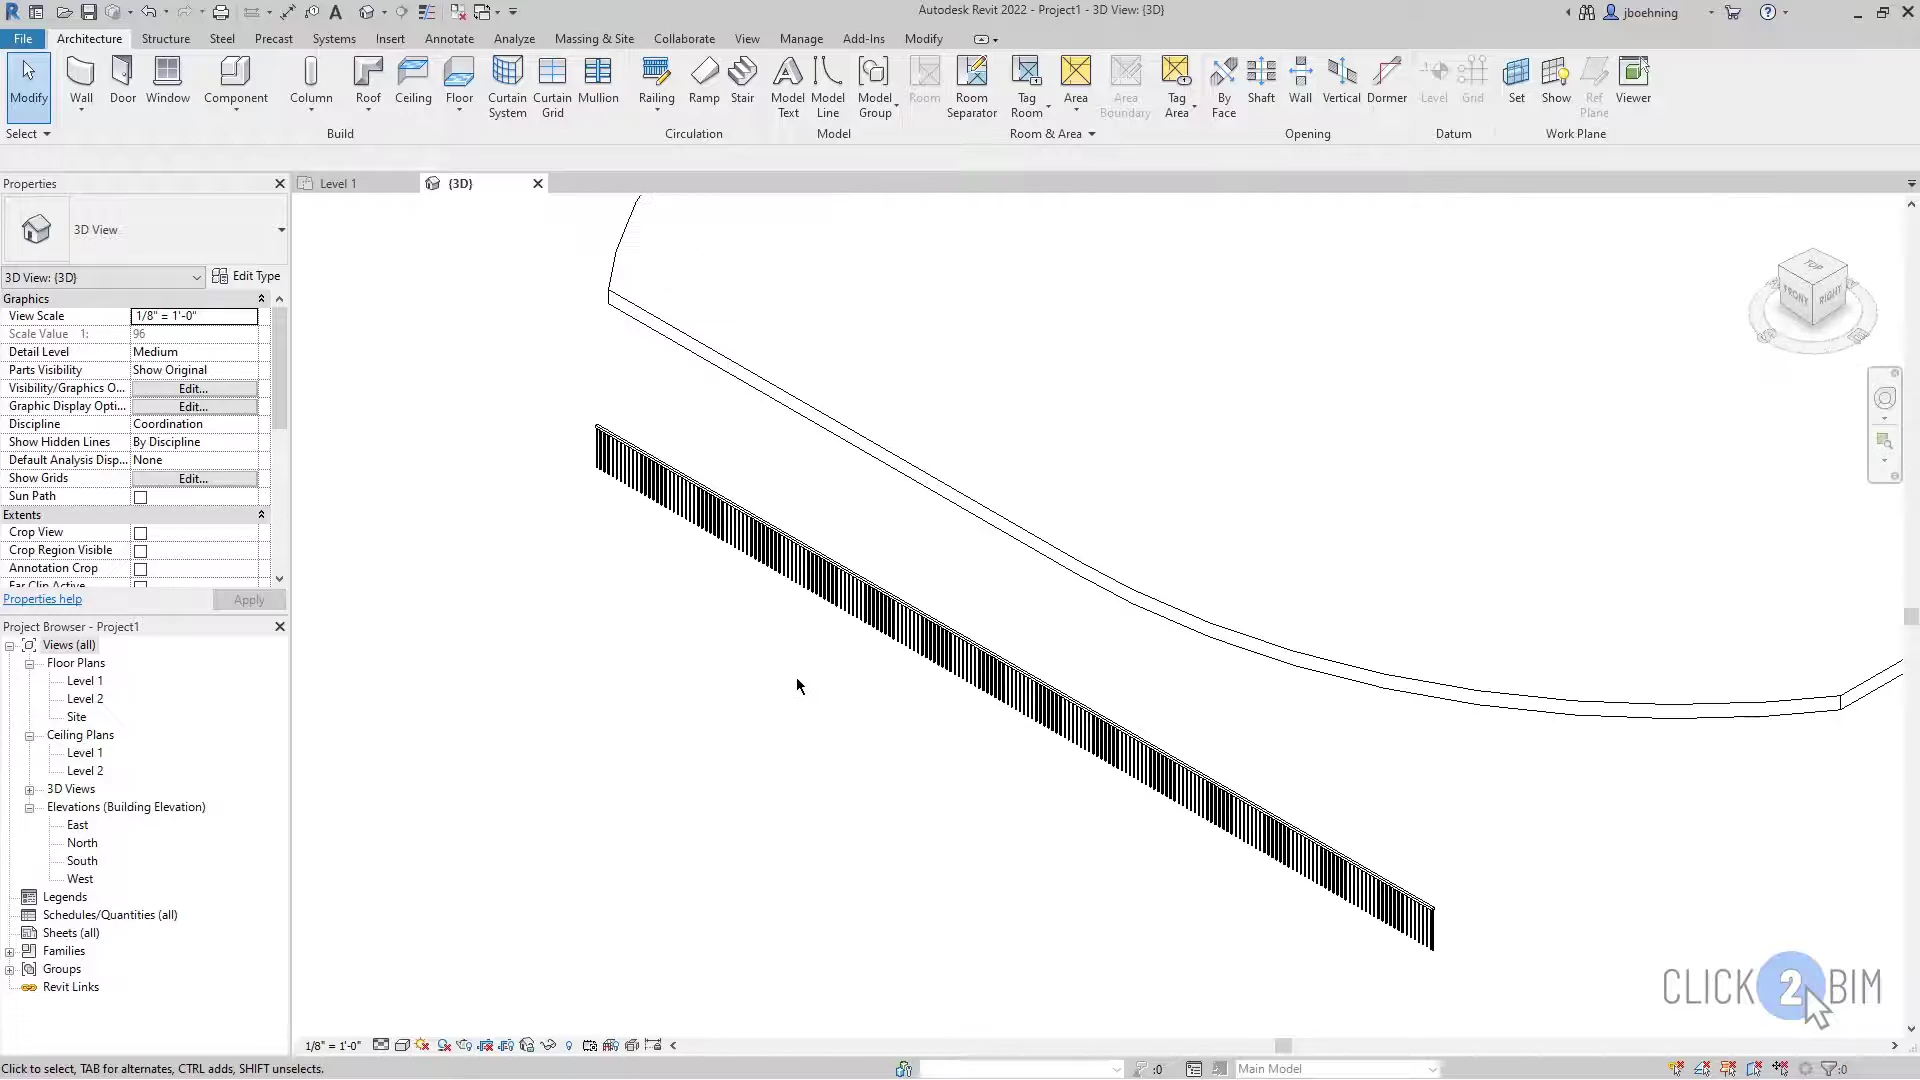 Autodesk Revit 2022 - Project1 - 3D View: {3D}
jboehning
File Architecture Structure Steel Precast Systems Insert Annotate Analyze Massing & Site Collaborate View Manage Add-Ins Modify
Modify Wall Door Window Component Column Roof Ceiling Floor Curtain System Curtain Grid Mullion Railing Ramp Stair Model Text Model Line Model Group Room Room Separator Tag Room Area Area Boundary Tag Area By Face Shaft Wall Vertical Dormer Level Grid Set Show Ref Plane Viewer
Select Build Circulation Model Room & Area Opening Datum Work Plane
Properties
Level 1
{3D}
3D View
3D View: {3D}
Edit Type
Graphics
View Scale 1/8" = 1'-0"
Scale Value 1: 96
Detail Level Medium
Parts Visibility Show Original
Visibility/Graphics O... Edit...
Graphic Display Opti... Edit...
Discipline Coordination
Show Hidden Lines By Discipline
Default Analysis Disp... None
Show Grids Edit...
Sun Path
Extents
Crop View
Crop Region Visible
Annotation Crop
Far Clip Active
Properties help Apply
Project Browser - Project1
Views (all)
Floor Plans
Level 1
Level 2
Site
Ceiling Plans
Level 1
Level 2
3D Views
Elevations (Building Elevation)
East
North
South
West
Legends
Schedules/Quantities (all)
Sheets (all)
Families
Groups
Revit Links
TOP
FRONT RIGHT
CLICK 2 BIM
1/8" = 1'-0"
Click to select, TAB for alternates, CTRL adds, SHIFT unselects.
:0
Main Model
:0